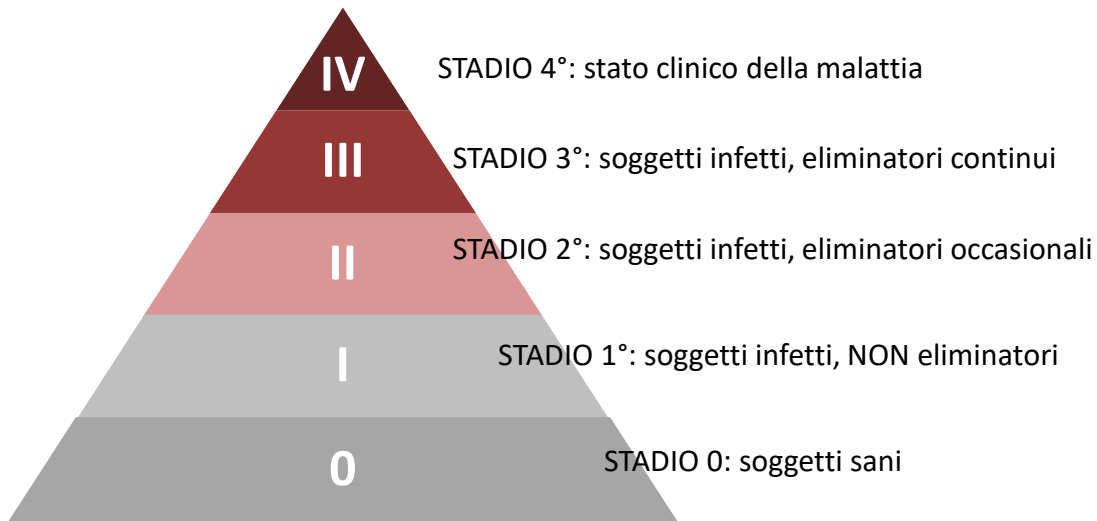 IV
STADIO 4°: stato clinico della malattia
III
STADIO 3°: soggetti infetti, eliminatori continui
II
STADIO 2°: soggetti infetti, eliminatori occasionali
I
STADIO 1°: soggetti infetti, NON eliminatori
0
STADIO 0: soggetti sani